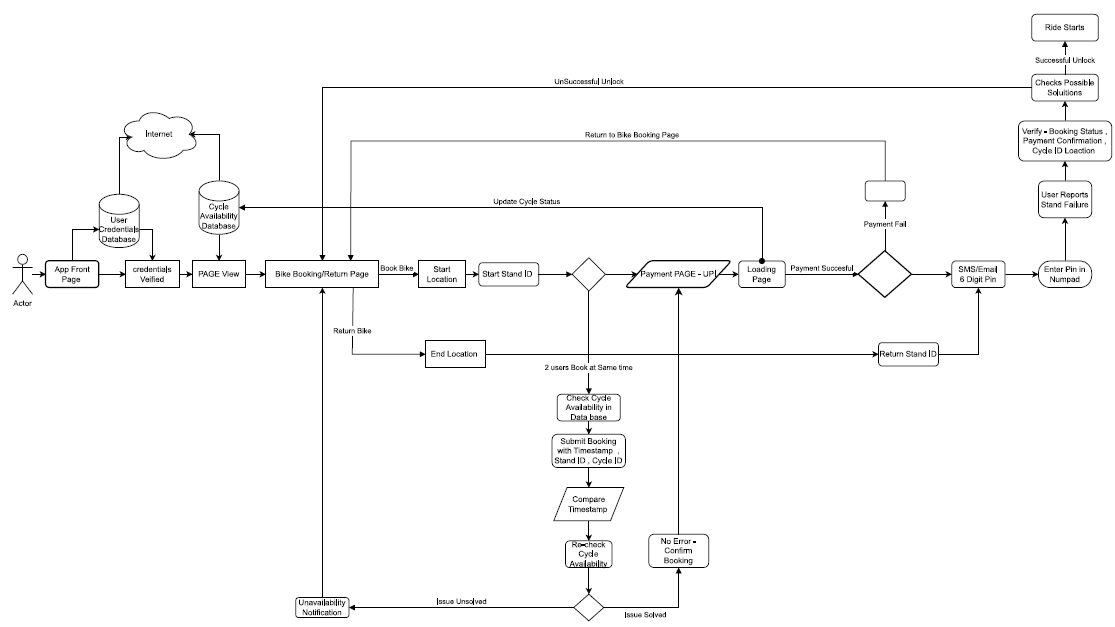 Ride Starts
Successful Unlock
UnSuccessful Unlock
Checks Possible
Soluitions
Internet
Return to Bike Booking Page
Verify - Booking Status ,
Payment Confirmation ,
Cycle ID Loaction
User
Credentials
Database
Cycle
Availability
Database
Update Cycle Status
Payment Fail
User Reports
Stand Failure
Actor
App Front
Page
credentials
Veified
PAGE View
Bike Booking/Return Page
Book Bike
Start
Location
Start Stand ID
Payment PAGE - UPI
Loading
Page
Payment Succesful
SMS/Email
6 Digit Pin
Enter Pin in
Numpad
Return Bike
End Location
Return Stand ID
2 users Book at Same time
Check Cycle
Availability in
Data base
Submit Booking
with Timestamp ,
Stand ID , Cycle ID
Compare
Timestamp
Re-check
Cycle
Availability
No Error -
Confirm
Booking
Unavailability
Notification
Issue Unsolved
Issue Solved